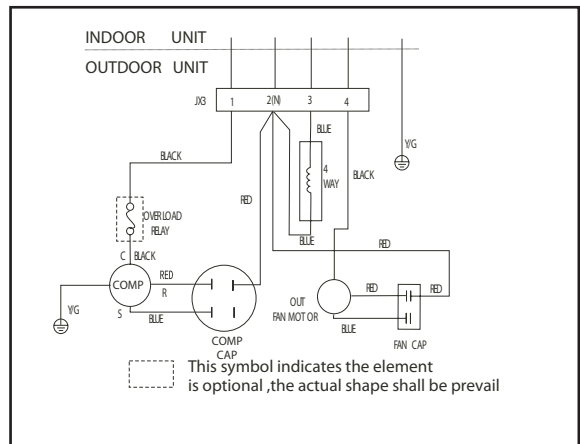 INDOOR UNIT
OUTDOOR UNIT
JX3 1 2(N) 3 4
BLUE
Y/G
BLACK
4
WAY
BLACK
RED
OVERLOAD
RELAY
BLUE
RED
C BLACK
RED
COMP
R
RED
RED
OUT
FAN MOTOR
Y/G
S
BLUE
BLUE
COMP
CAP
FAN CAP
This symbol indicates the element
is optional ,the actual shape shall be prevail